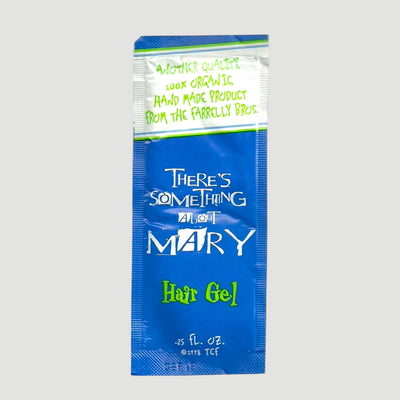 ANOTHER QUALITY
100% ORGANIC
HAND MADE PRODUCT
FROM THE FARRELLY BROS.
THERE'S
SOMETHING
ABOUT
MARY
Hair Gel
.25 FL. OZ.
©1998 TCF